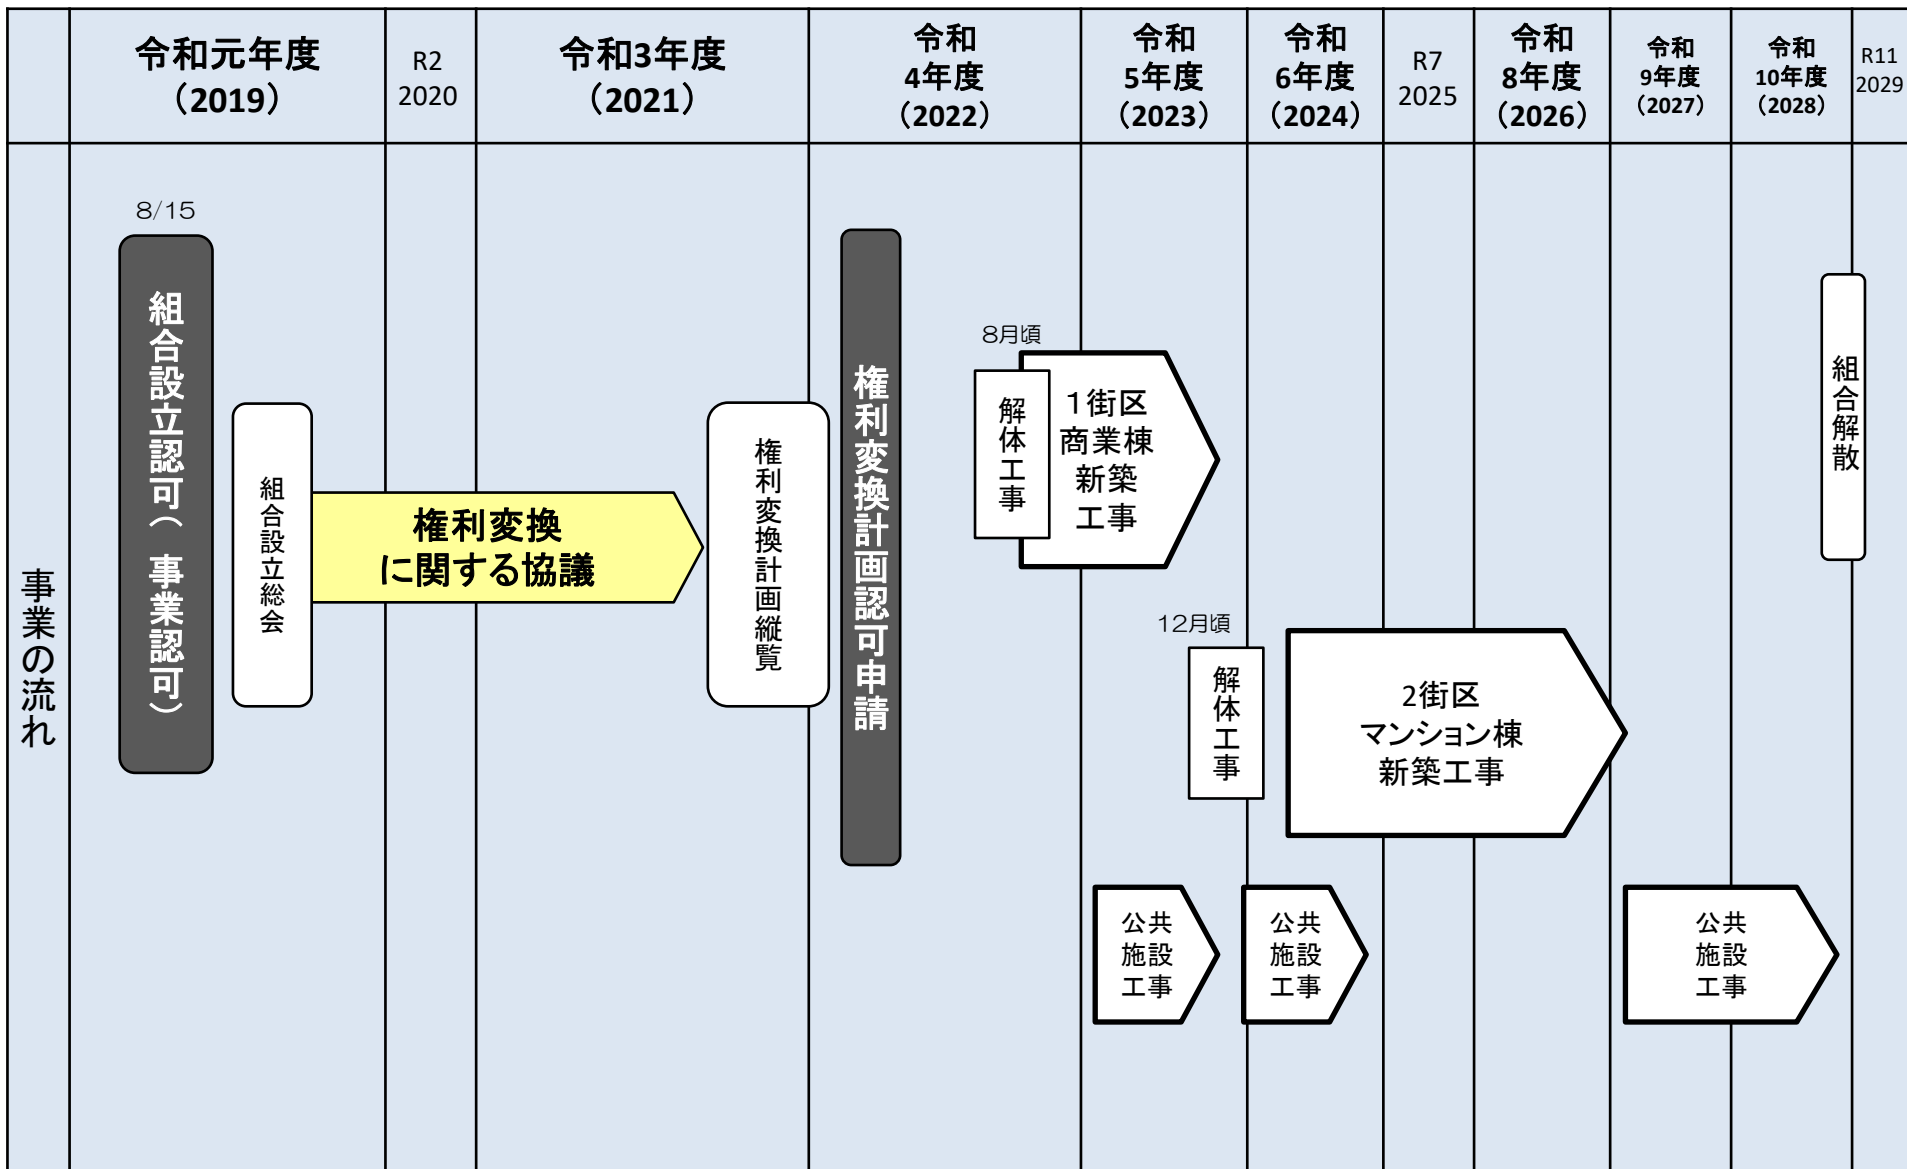 令和元年度
（2019）
R2
2020
令和3年度
（2021）
令和
4年度
（2022）
令和
5年度
（2023）
令和
6年度
（2024）
R7
2025
令和
8年度
（2026）
令和
9年度
（2027）
令和
10年度
（2028）
R11
2029
事業の流れ
8/15
組合設立認可（ 事業認可）
組合設立総会
権利変換
に関する協議
権利変換計画縦覧
権利変換計画認可申請
8月頃
解体工事
1街区
商業棟
新築
工事
12月頃
解体工事
2街区
マンション棟
新築工事
公共
施設
工事
公共
施設
工事
公共
施設
工事
組合解散